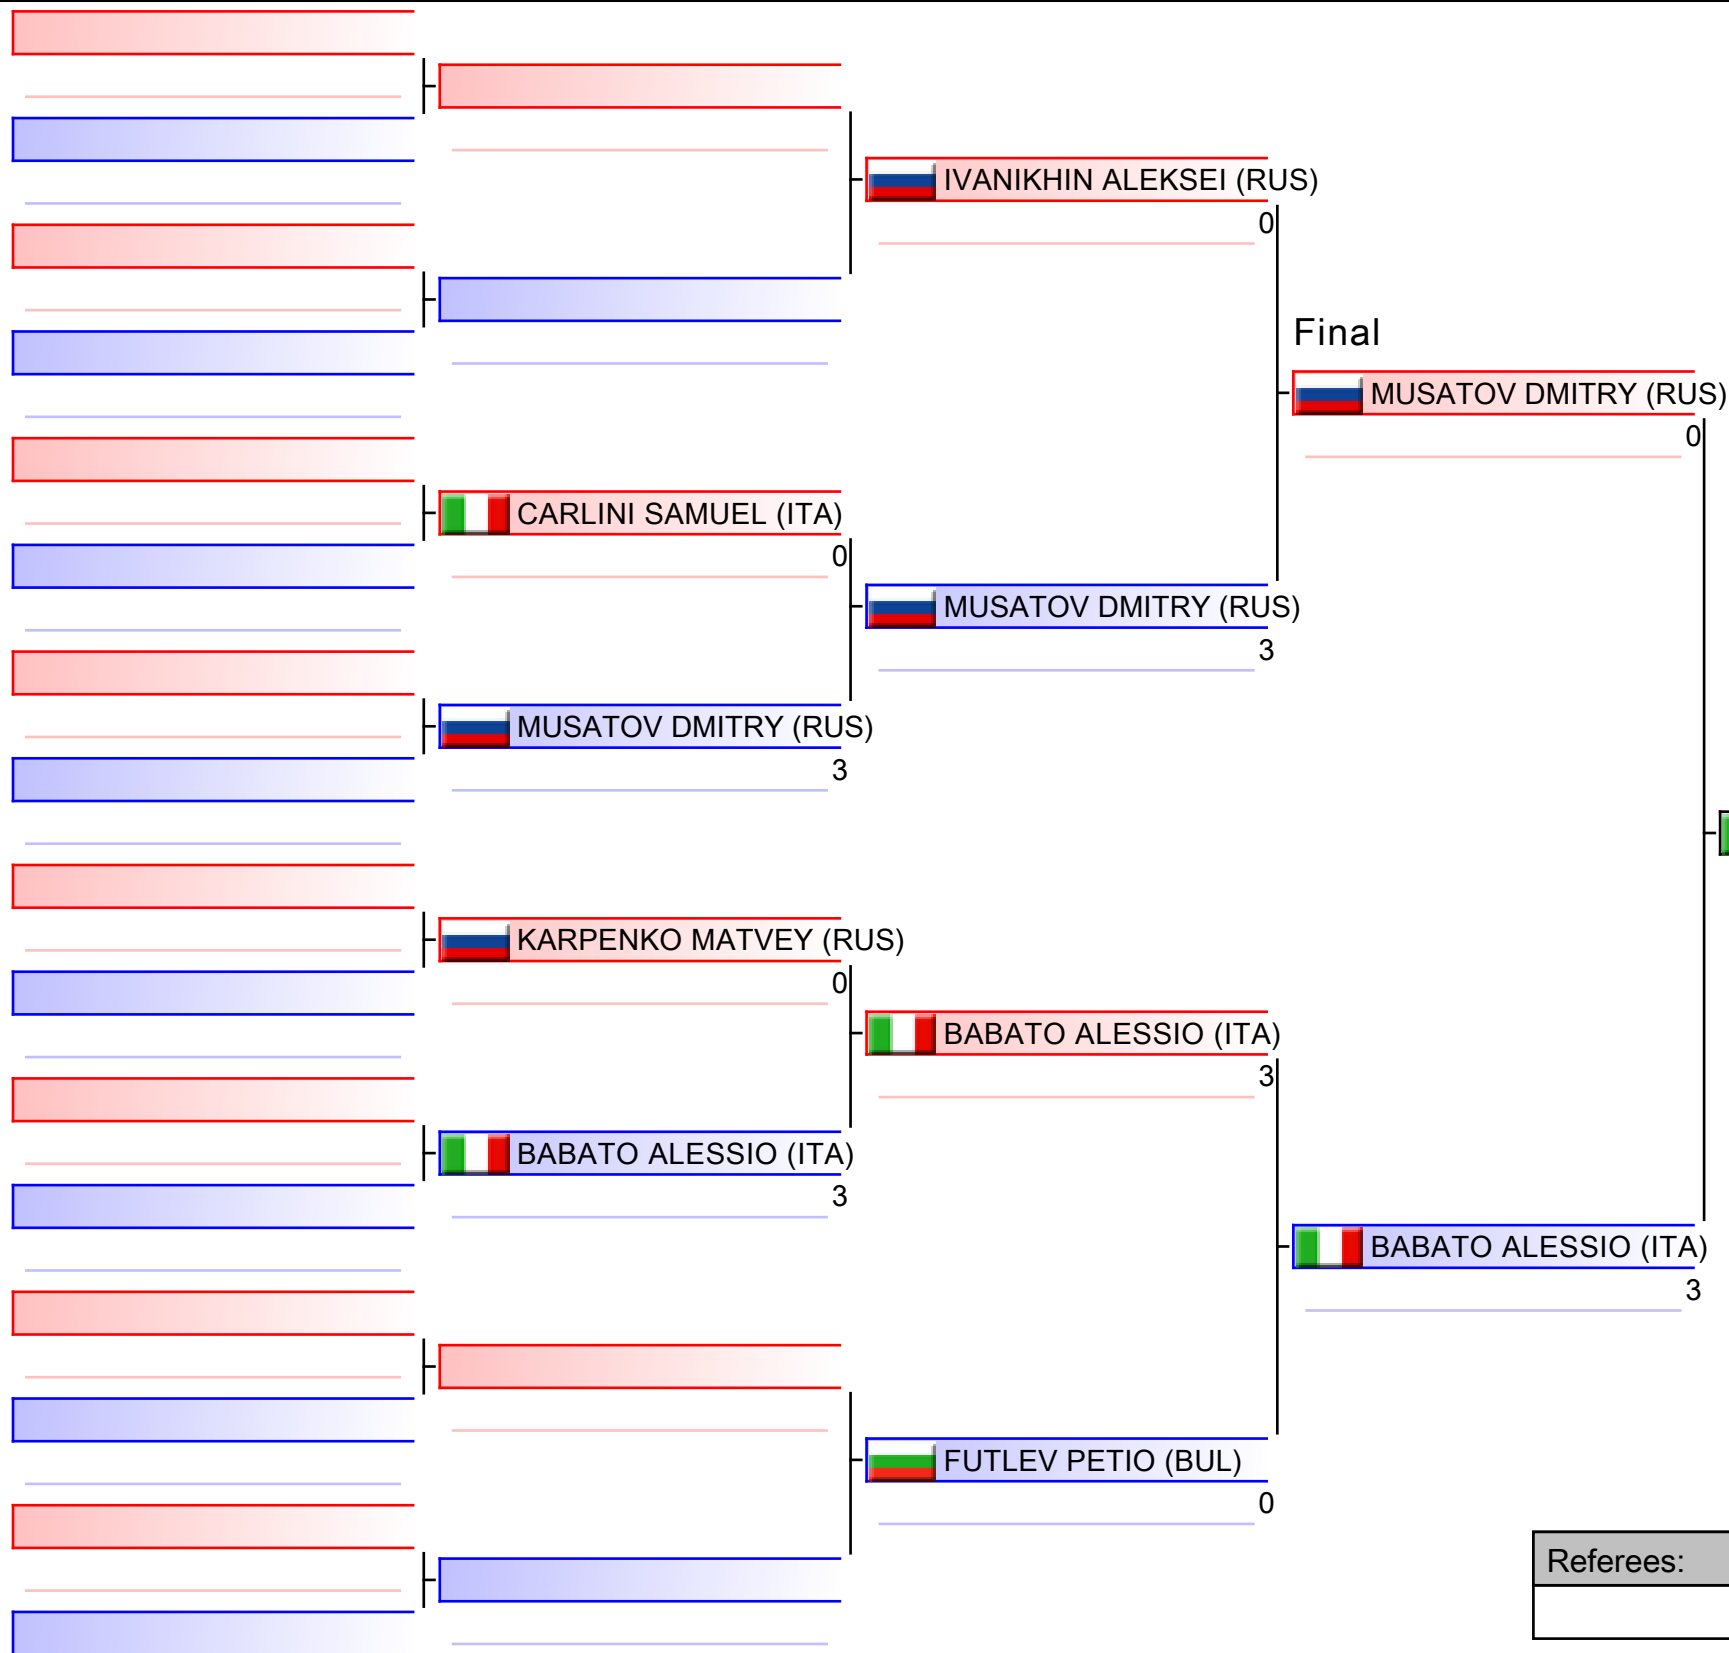 IVANIKHIN ALEKSEI (RUS)
0
Final
MUSATOV DMITRY (RUS)
0
CARLINI SAMUEL (ITA)
0
MUSATOV DMITRY (RUS)
3
MUSATOV DMITRY (RUS)
3
KARPENKO MATVEY (RUS)
0
BABATO ALESSIO (ITA)
3
BABATO ALESSIO (ITA)
3
BABATO ALESSIO (ITA)
3
FUTLEV PETIO (BUL)
0
Referees: